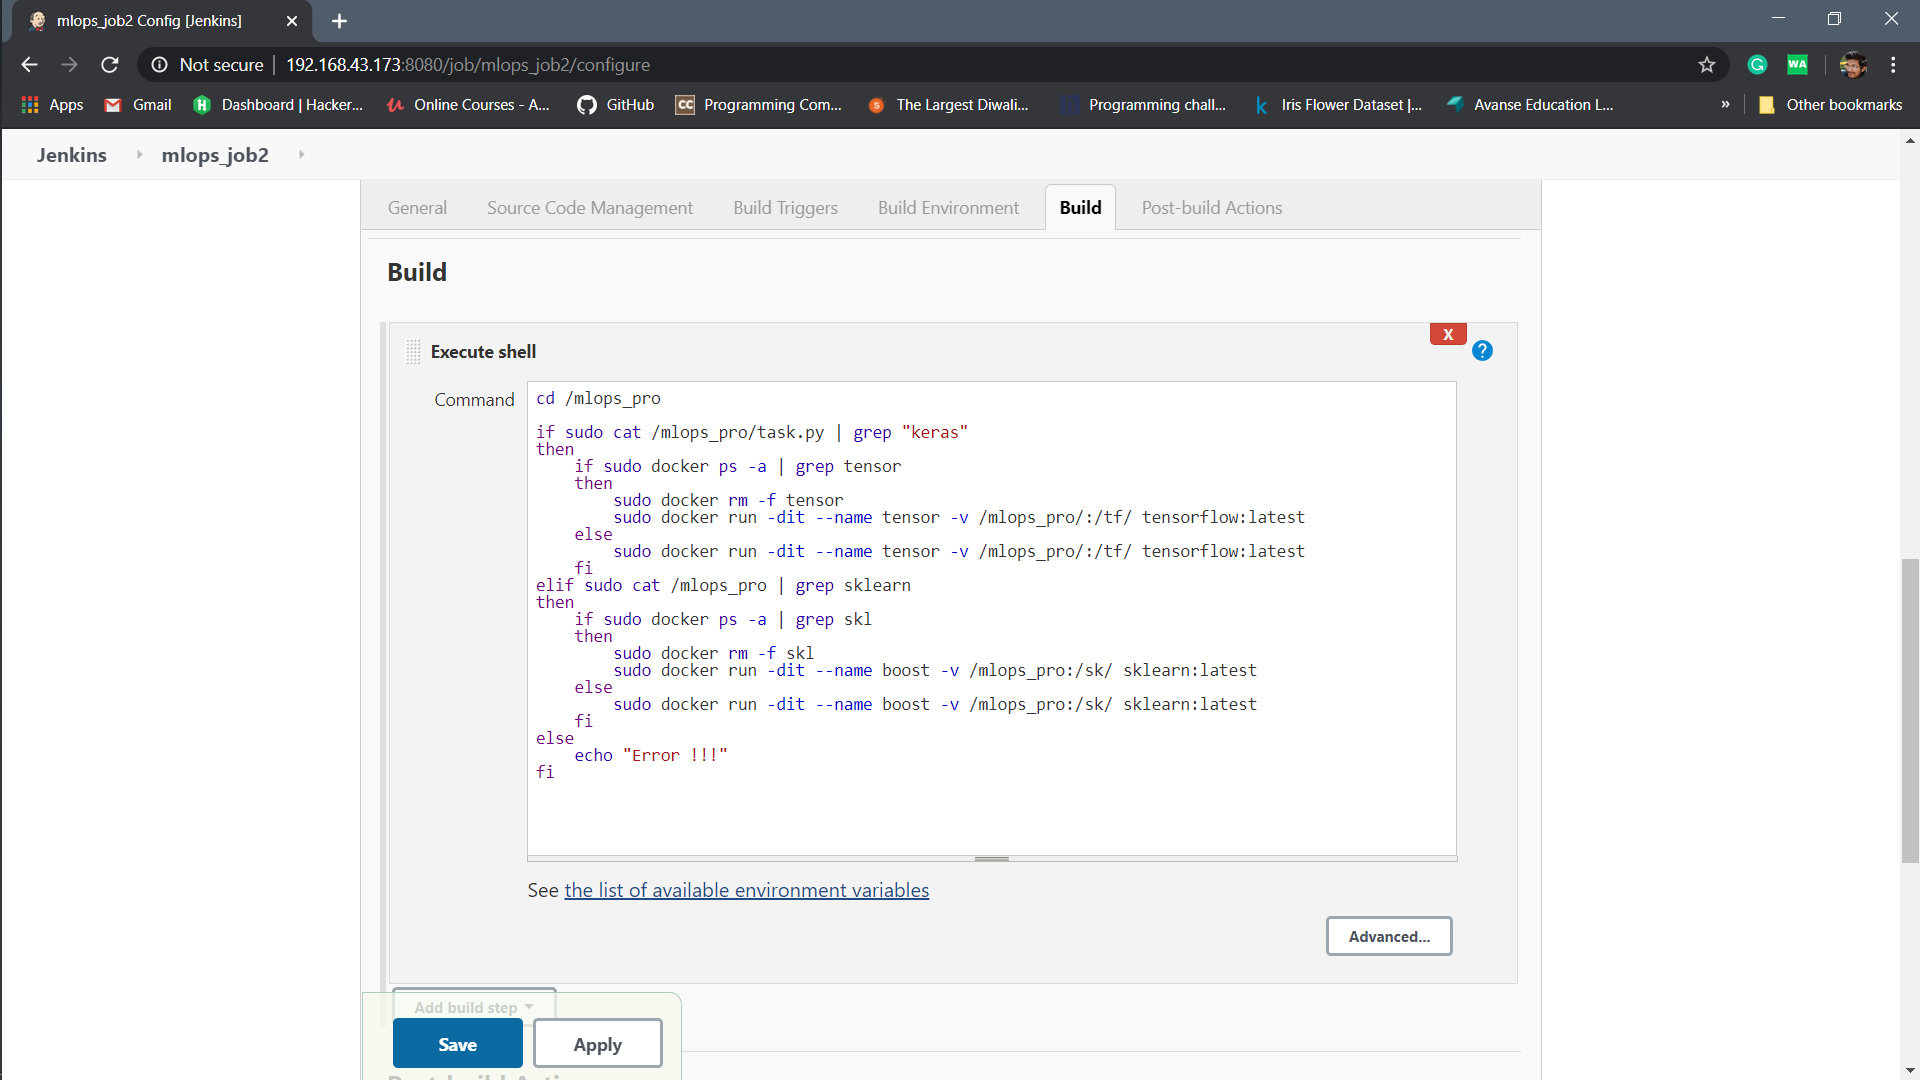 mlops_job2 Config [Jenkins]
Not secure | 192.168.43.173:8080/job/mlops_job2/configure
G WA
Apps Gmail Dashboard | Hacker... Online Courses - A... GitHub CC Programming Com... The Largest Diwali... Programming chall... Iris Flower Dataset |... Avanse Education L... » Other bookmarks
Jenkins mlops_job2
General Source Code Management Build Triggers Build Environment Build Post-build Actions
Build
X
Execute shell ?
Command
cd /mlops_pro
if sudo cat /mlops_pro/task.py | grep "keras"
then
    if sudo docker ps -a | grep tensor
    then
        sudo docker rm -f tensor
        sudo docker run -dit --name tensor -v /mlops_pro/:/tf/ tensorflow:latest
    else
        sudo docker run -dit --name tensor -v /mlops_pro/:/tf/ tensorflow:latest
    fi
elif sudo cat /mlops_pro | grep sklearn
then
    if sudo docker ps -a | grep skl
    then
        sudo docker rm -f skl
        sudo docker run -dit --name boost -v /mlops_pro:/sk/ sklearn:latest
    else
        sudo docker run -dit --name boost -v /mlops_pro:/sk/ sklearn:latest
    fi
else
    echo "Error !!!"
fi
See the list of available environment variables
Advanced...
Add build step
Save Apply